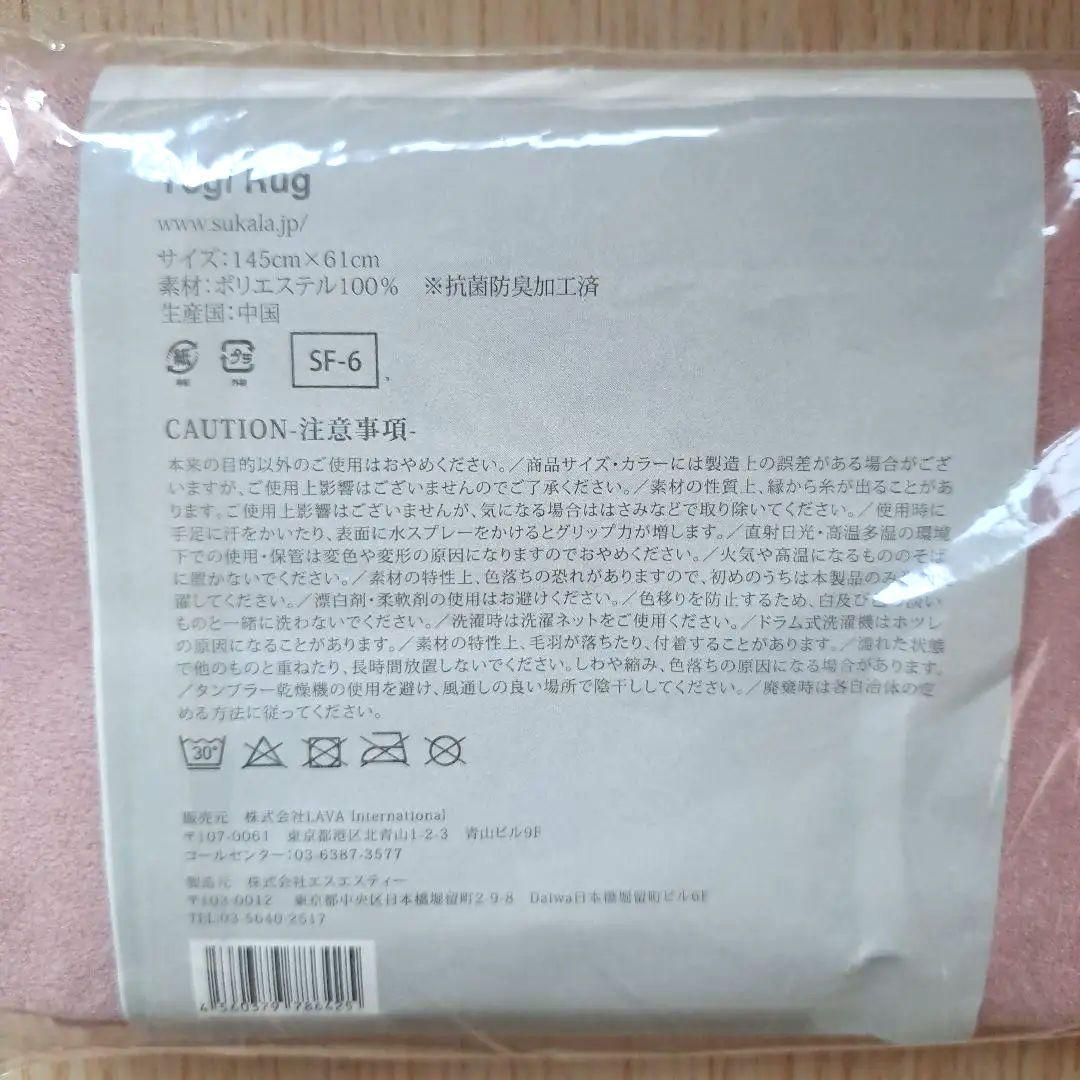 Yogi Rug
www.sukala.jp/
サイズ:145cm×61cm
素材:ポリエステル100% ※抗菌防臭加工済
生産国:中国
紙 プラ SF-6
CAUTION-注意事項-
本来の目的以外のご使用はおやめください。/商品サイズ・カラーには製造上の誤差がある場合がござ
いますが、ご使用上影響はございませんのでご了承ください。/素材の性質上、縁から糸が出ることがあ
ります。ご使用上影響はございませんが、気になる場合ははさみなどで取り除いてください。/使用時に
手足に汗をかいたり、表面に水スプレーをかけるとグリップ力が増します。/直射日光・高温多湿の環境
下での使用・保管は変色や変形の原因になりますのでおやめください。/火気や高温になるもののそば
に置かないでください。/素材の特性上、色落ちの恐れがありますので、初めのうちは本製品のみ
濯してください。/漂白剤・柔軟剤の使用はお避けください。/色移りを防止するため、白及び
ものと一緒に洗わないでください。/洗濯時は洗濯ネットをご使用ください。/ドラム式洗濯機はホツレ
の原因になることがあります。/素材の特性上、毛羽が落ちたり、付着することがあります。/濡れた状態
で他のものと重ねたり、長時間放置しないでください。しわや縮み、色落ちの原因になる場合があります。
/タンブラー乾燥機の使用を避け、風通しの良い場所で陰干ししてください。/廃棄時は各自治体の定
める方法に従ってください。
30°
販売元 株式会社LAVA International
〒107-0061 東京都港区北青山1-2-3 青山ビル9F
コールセンター:03-6387-3577
製造元 株式会社エスエスティー
〒103-0012 東京都中央区日本橋堀留町2-9-8 Daiwa日本橋堀留町ビル6F
TEL:03-5640-2517